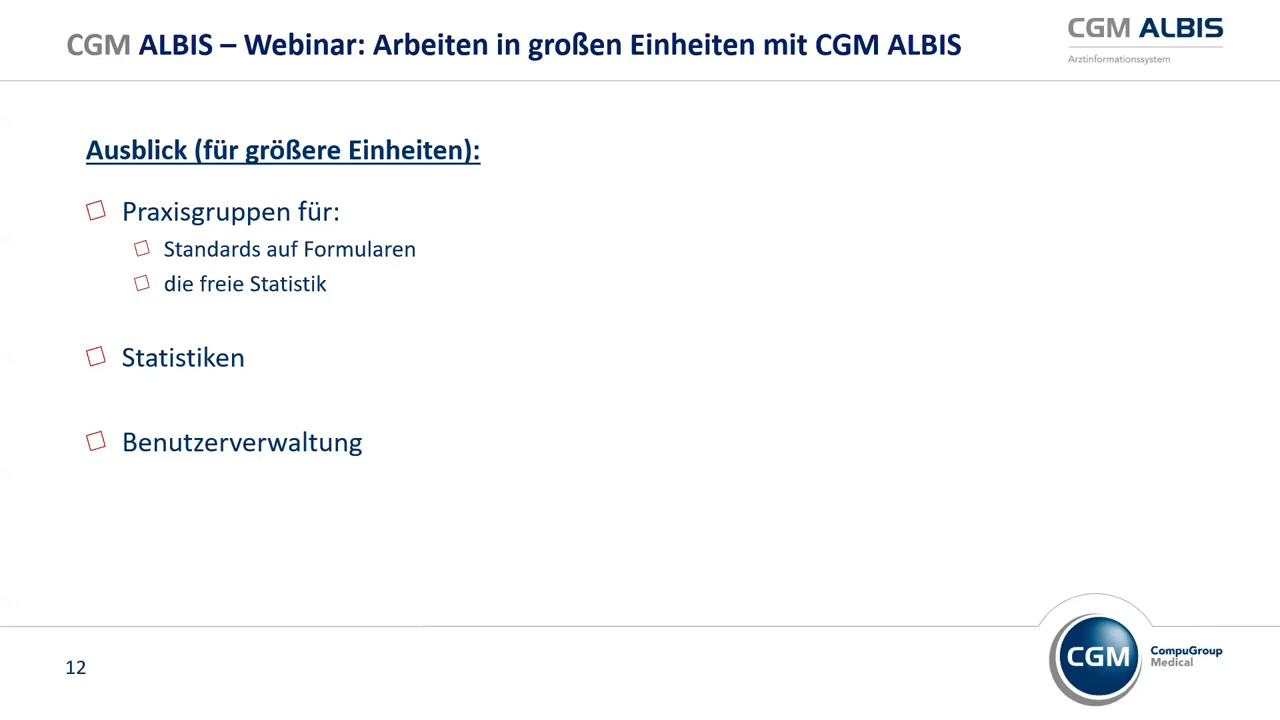 CGM ALBIS – Webinar: Arbeiten in großen Einheiten mit CGM ALBIS
CGM ALBIS
Arztinformationssystem
Ausblick (für größere Einheiten):
Praxisgruppen für:
Standards auf Formularen
die freie Statistik
Statistiken
Benutzerverwaltung
12
CGM
CompuGroup
Medical